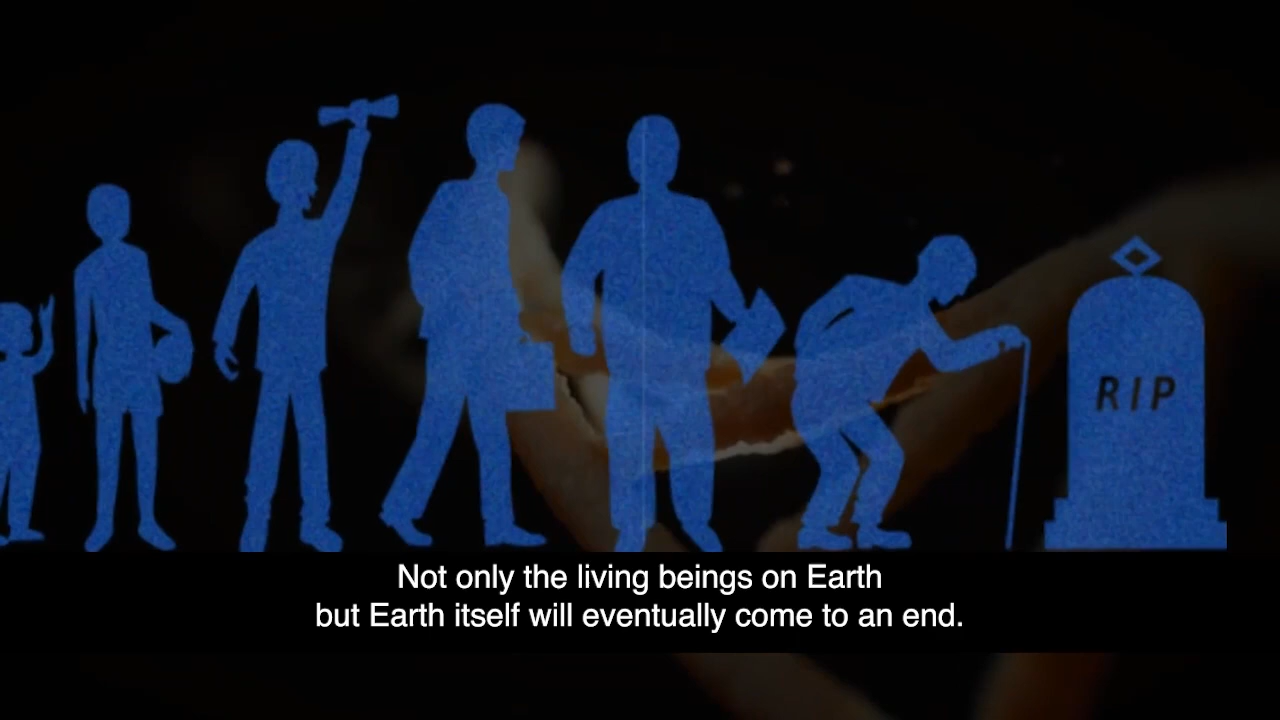 RIP
Not only the living beings on Earth
but Earth itself will eventually come to an end.